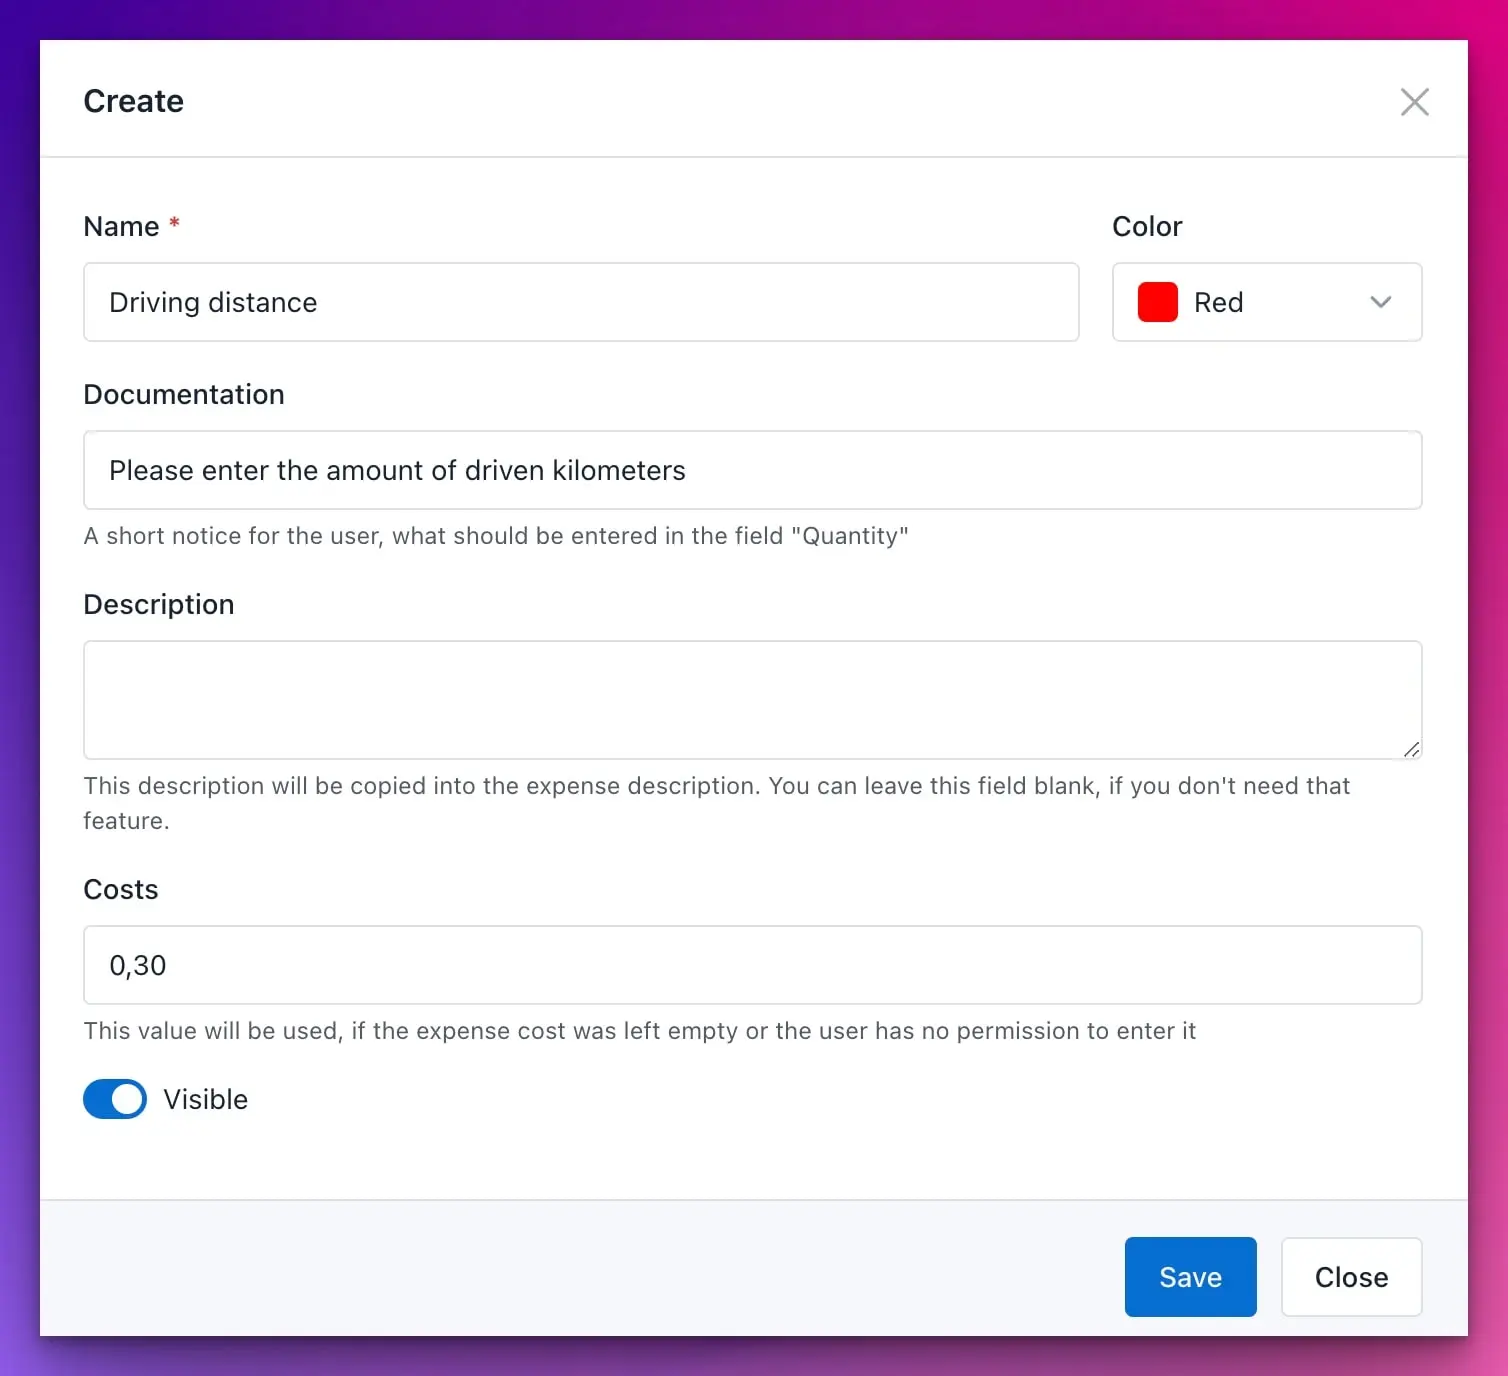 Create
Name *
Color
Driving distance
Red
Documentation
Please enter the amount of driven kilometers
A short notice for the user, what should be entered in the field "Quantity"
Description
This description will be copied into the expense description. You can leave this field blank, if you don't need that
feature.
Costs
0,30
This value will be used, if the expense cost was left empty or the user has no permission to enter it
Visible
Save
Close